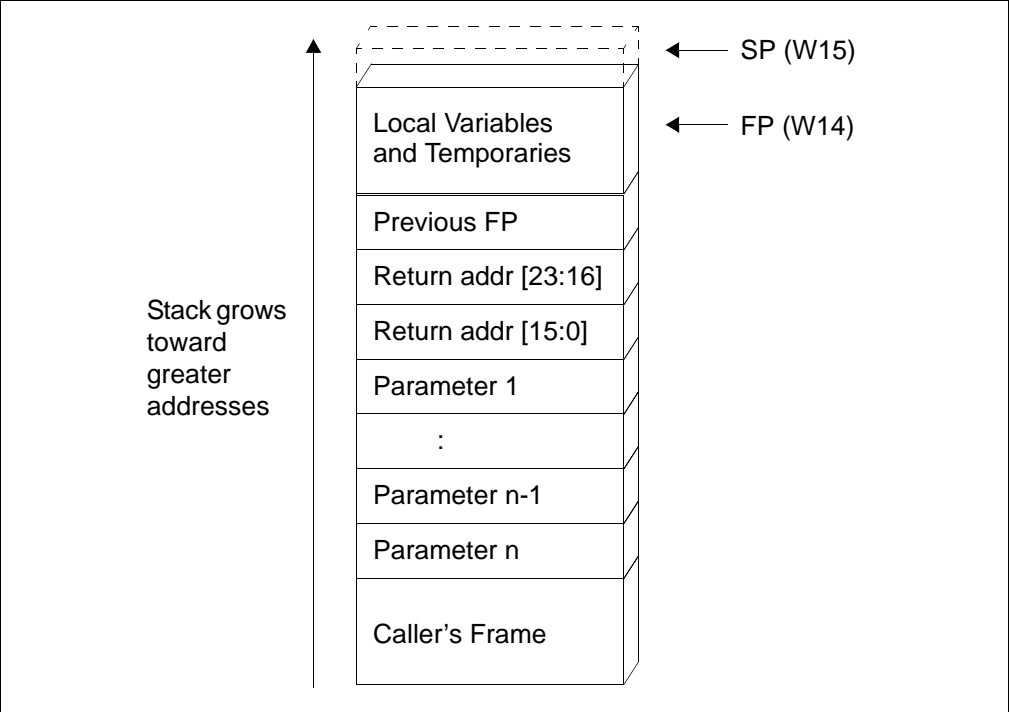 SP (W15)
FP (W14)
Local Variables
and Temporaries
Previous FP
Return addr [23:16]
Return addr [15:0]
Parameter 1
:
Parameter n-1
Parameter n
Caller's Frame
Stack grows
toward
greater
addresses